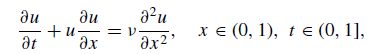 ∂u/∂t + u ∂u/∂x = ν ∂²u/∂x², x ∈ (0, 1), t ∈ (0, 1],